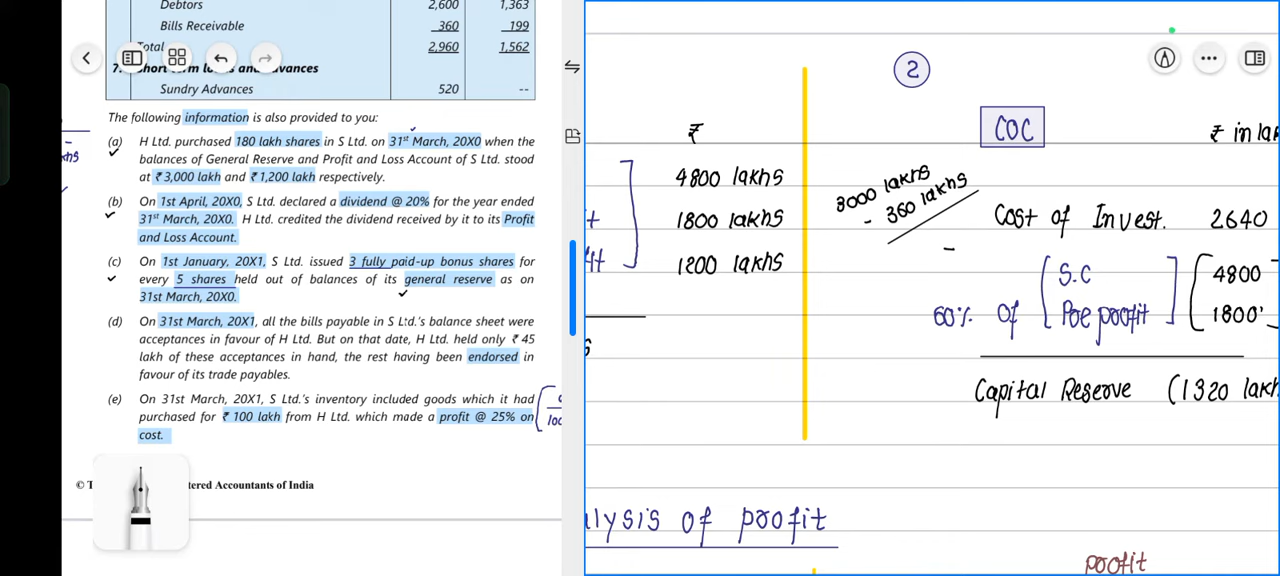 Debtors 2,600 1,363
Bills Receivable 360 199
Total 2,960 1,562
Sundry Advances 520 --
The following information is also provided to you:
(a) H Ltd. purchased 180 lakh shares in S Ltd. on 31st March, 20X0 when the
balances of General Reserve and Profit and Loss Account of S Ltd. stood
at ₹ 3,000 lakh and ₹ 1,200 lakh respectively.
(b) On 1st April, 20X0, S Ltd. declared a dividend @ 20% for the year ended
31st March, 20X0. H Ltd. credited the dividend received by it to its Profit
and Loss Account.
(c) On 1st January, 20X1, S Ltd. issued 3 fully paid-up bonus shares for
every 5 shares held out of balances of its general reserve as on
31st March, 20X0.
(d) On 31st March, 20X1, all the bills payable in S Ltd.'s balance sheet were
acceptances in favour of H Ltd. But on that date, H Ltd. held only ₹ 45
lakh of these acceptances in hand, the rest having been endorsed in
favour of its trade payables.
(e) On 31st March, 20X1, S Ltd.'s inventory included goods which it had
purchased for ₹ 100 lakh from H Ltd. which made a profit @ 25% on
cost.
tered Accountants of India
2
₹
4800 lakhs
1800 lakhs
1200 lakhs
3000 lakhs
- 360 lakhs
COC
₹ in la
Cost of Invest. 2640
-
60% of [ S.C 4800
Poe profit ] 1800
Capital Reserve (1320 lakh
alysis of profit
profit